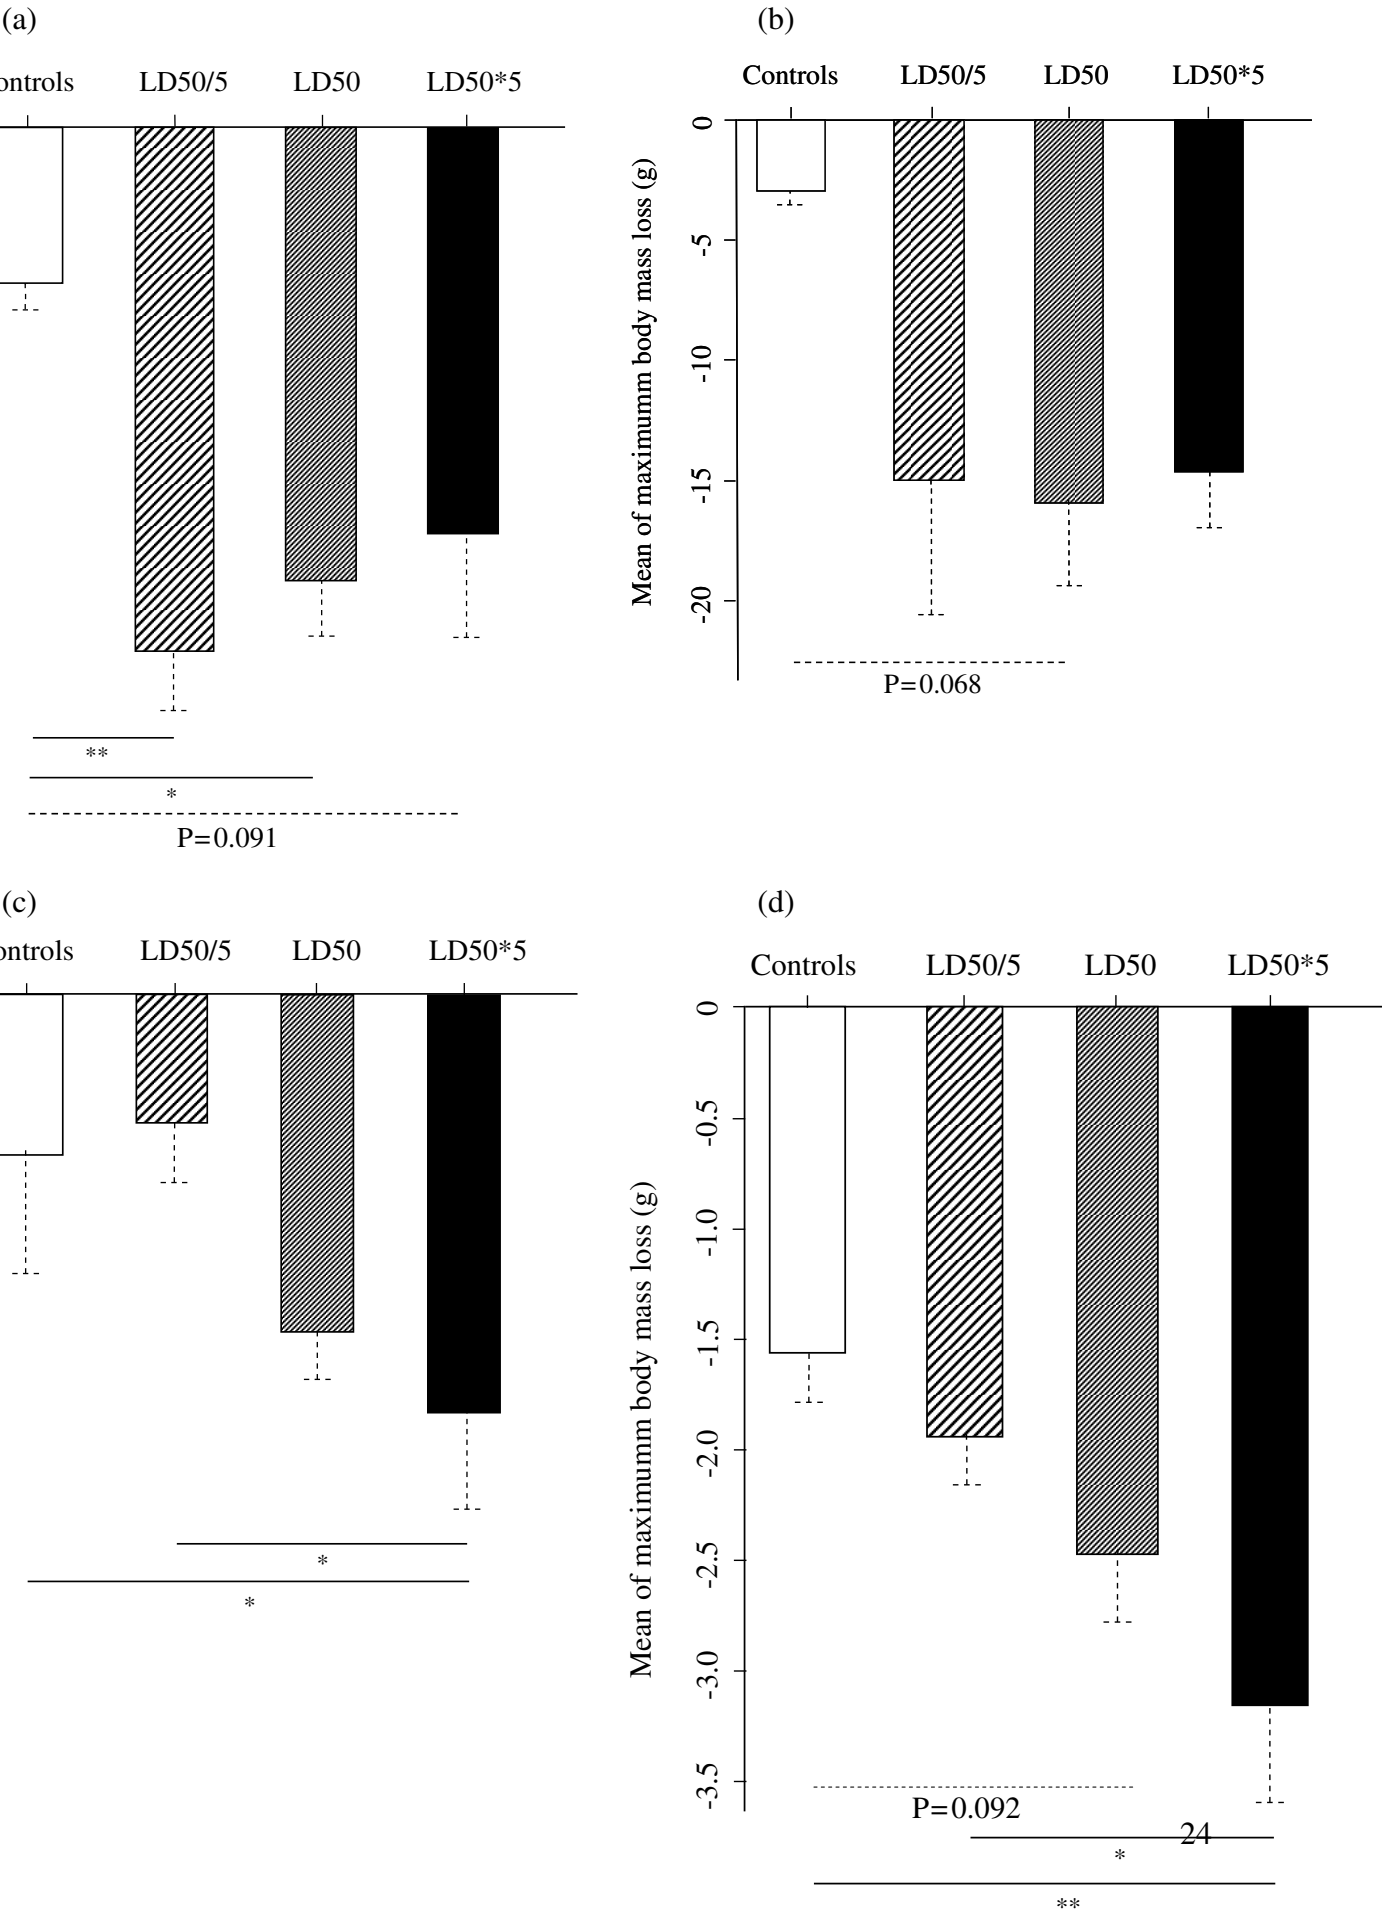 (a)
ontrols LD50/5 LD50 LD50*5
**
*
P=0.091
(b)
Controls LD50/5 LD50 LD50*5
Mean of maximumm body mass loss (g)
0
-5
-10
-15
-20
P=0.068
(c)
ontrols LD50/5 LD50 LD50*5
*
*
(d)
Controls LD50/5 LD50 LD50*5
Mean of maximumm body mass loss (g)
0
-0.5
-1.0
-1.5
-2.0
-2.5
-3.0
-3.5
P=0.092
24
*
**